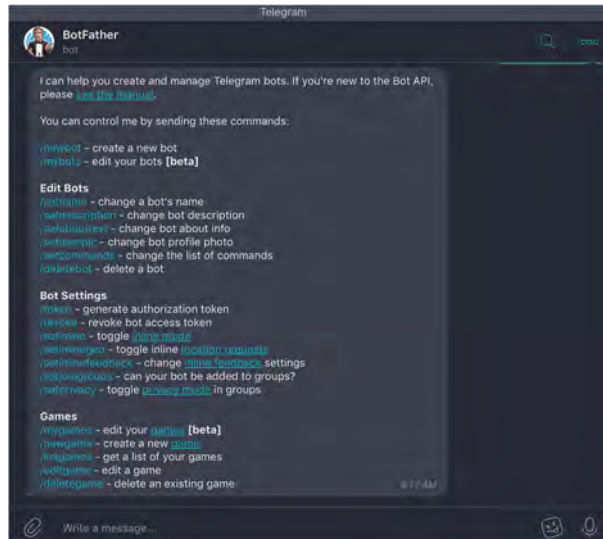 Telegram
BotFather
bot
I can help you create and manage Telegram bots. If you're new to the Bot API,
please see the manual.
You can control me by sending these commands:
/newbot - create a new bot
/mybots - edit your bots [beta]
Edit Bots
/setname - change a bot's name
/setdescription - change bot description
/setabouttext - change bot about info
/setuserpic - change bot profile photo
/setcommands - change the list of commands
/deletebot - delete a bot
Bot Settings
/token - generate authorization token
/revoke - revoke bot access token
/setinline - toggle inline mode
/setinlinegeo - toggle inline location requests
/setinlinefeedback - change inline feedback settings
/setjoingroups - can your bot be added to groups?
/setprivacy - toggle privacy mode in groups
Games
/mygames - edit your games [beta]
/newgame - create a new game
/listgames - get a list of your games
/editgame - edit a game
/deletegame - delete an existing game
Write a message...